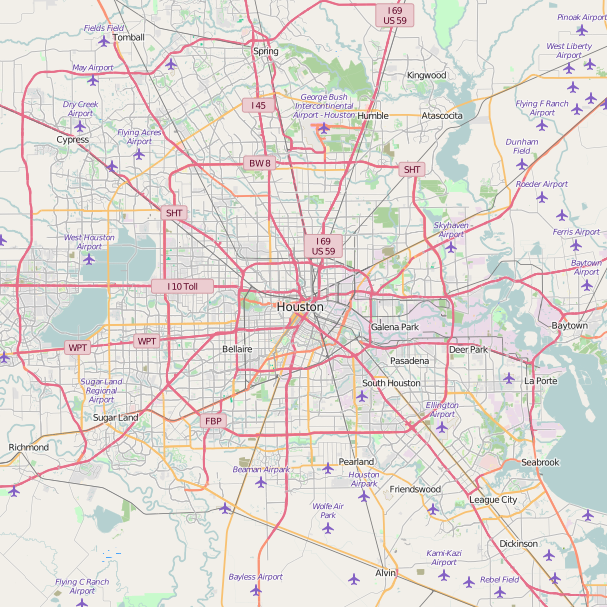 I 69
US 59
Fields Field
Tomball
Pinoak Airport
Spring
West Liberty
Airport
May Airport
Kingwood
I 45
George Bush
Intercontinental
Airport - Houston
Humble
Atascocita
Flying F Ranch
Airport
Dry Creek
Airport
Cypress
Flying Acres
Airport
Dunham
Field
BW 8
SHT
Roeder Airport
SHT
Skyhaven
Airport
Ferris Airport
West Houston
Airport
I 69
US 59
Baytown
Airport
I 10 Toll
Houston
Galena Park
Baytown
WPT
WPT
Bellaire
Deer Park
Pasadena
South Houston
La Porte
Sugar Land
Regional
Airport
Sugar Land
FBP
Ellington
Airport
Richmond
Pearland
Seabrook
Beaman Airpark
Houston
Airpark
Friendswood
League City
Wolfe Air
Park
Dickinson
Kami-Kazi
Airport
Alvin
Flying C Ranch
Airport
Bayless Airport
Rebel Field